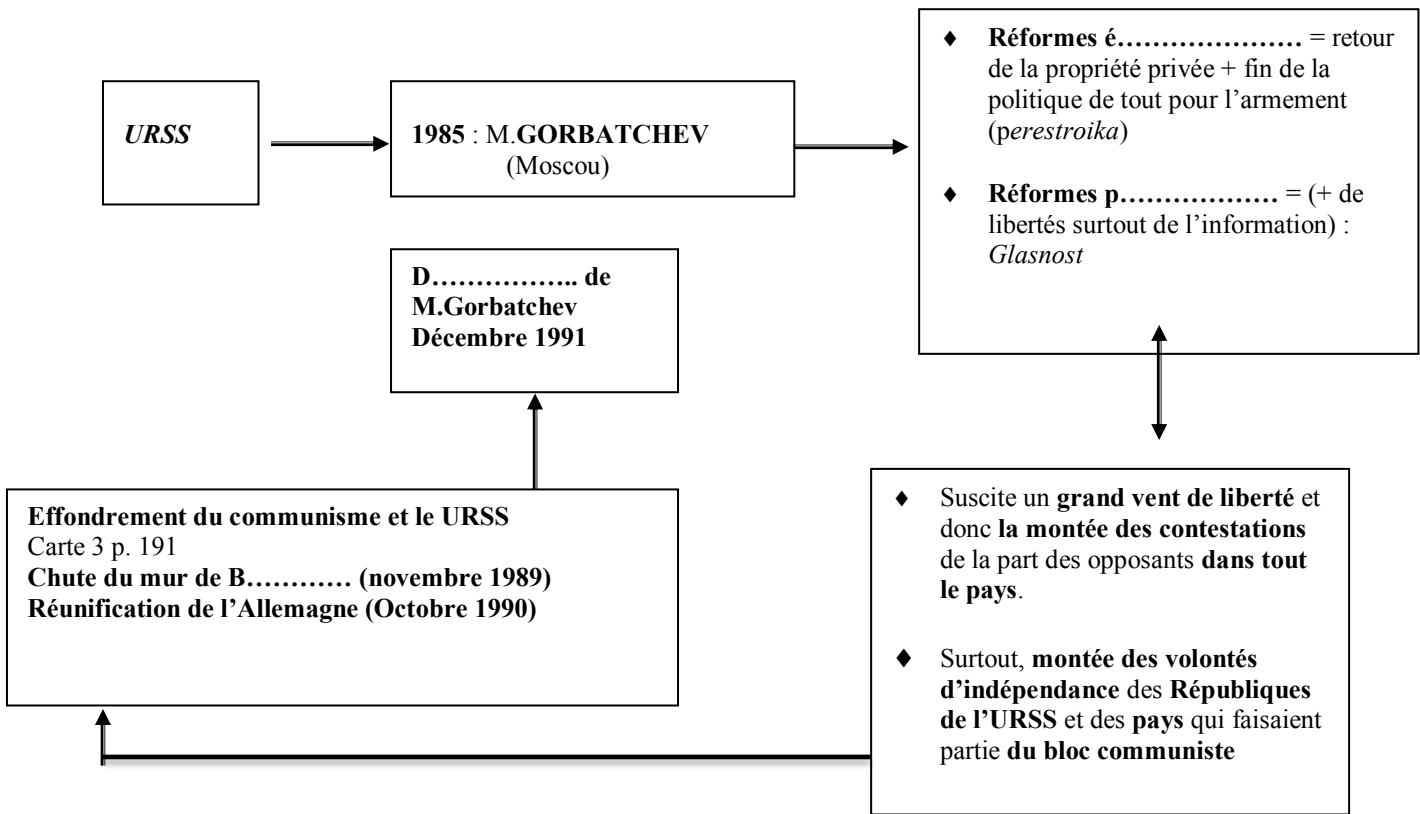 URSS
1985 : M.GORBATCHEV
(Moscou)
♦ Réformes é………………… = retour
de la propriété privée + fin de la
politique de tout pour l’armement
(perestroika)
♦ Réformes p……………… = (+ de
libertés surtout de l’information) :
Glasnost
♦ Suscite un grand vent de liberté et
donc la montée des contestations
de la part des opposants dans tout
le pays.
♦ Surtout, montée des volontés
d’indépendance des Républiques
de l’URSS et des pays qui faisaient
partie du bloc communiste
Effondrement du communisme et le URSS
Carte 3 p. 191
Chute du mur de B………… (novembre 1989)
Réunification de l’Allemagne (Octobre 1990)
D…………….. de
M.Gorbatchev
Décembre 1991